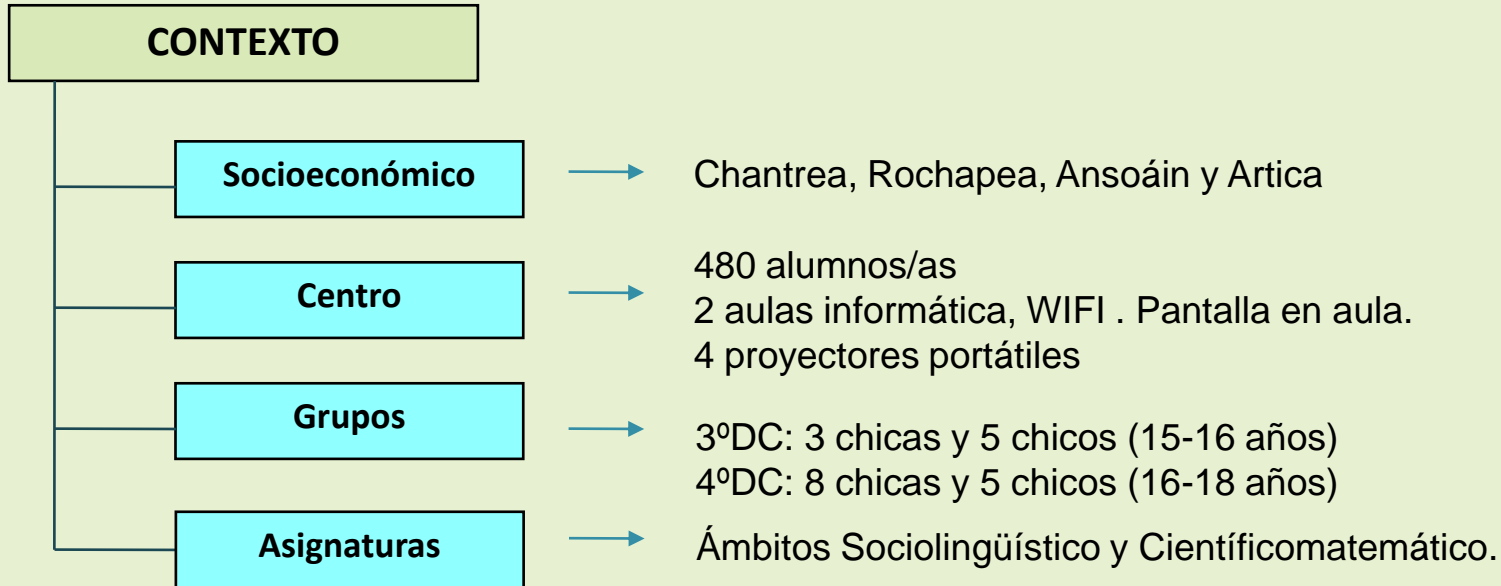 CONTEXTO
Socioeconómico
Chantrea, Rochapea, Ansoáin y Artica
Centro
480 alumnos/as
2 aulas informática, WIFI . Pantalla en aula.
4 proyectores portátiles
Grupos
3ºDC: 3 chicas y 5 chicos (15-16 años)
4ºDC: 8 chicas y 5 chicos (16-18 años)
Asignaturas
Ámbitos Sociolingüístico y Científicomatemático.